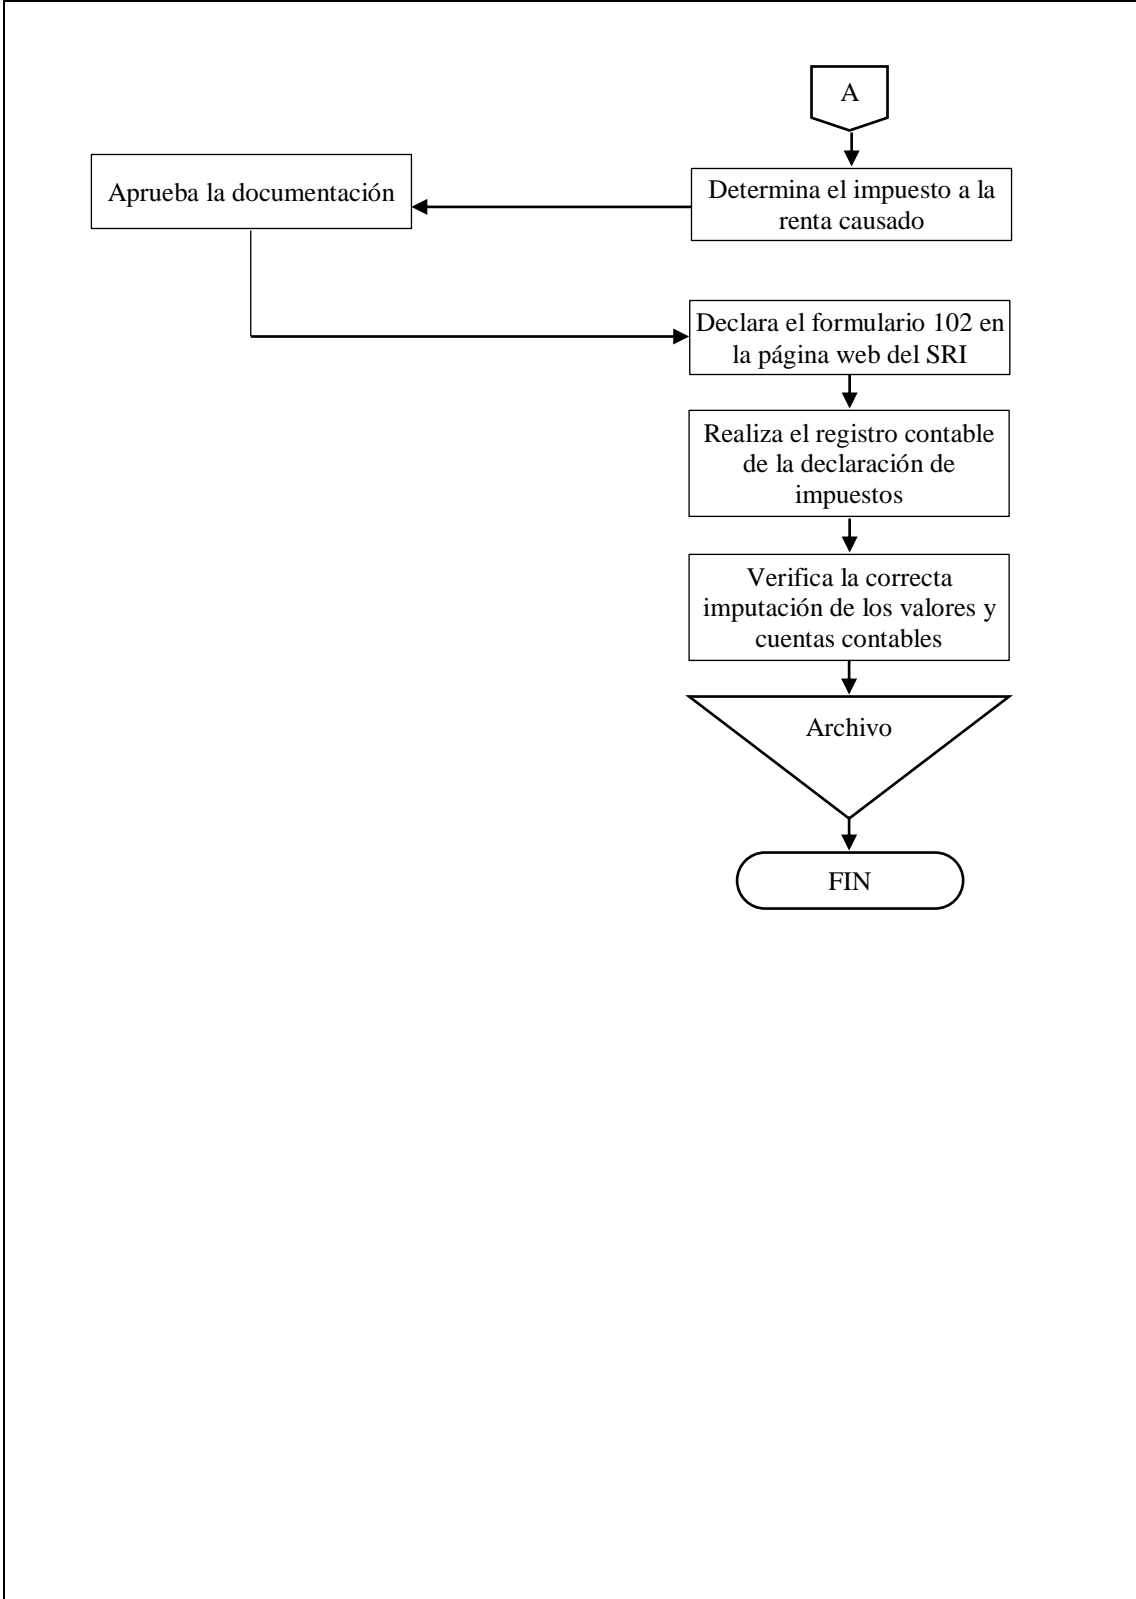 A
Determina el impuesto a la
renta causado
Aprueba la documentación
Declara el formulario 102 en
la página web del SRI
Realiza el registro contable
de la declaración de
impuestos
Verifica la correcta
imputación de los valores y
cuentas contables
Archivo
FIN